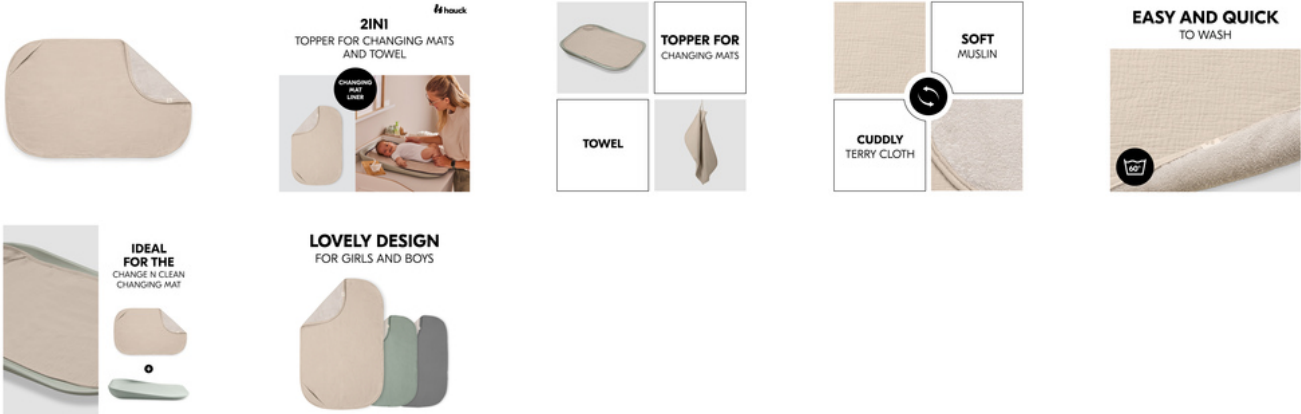 hauck
2IN1
TOPPER FOR CHANGING MATS
AND TOWEL
CHANGING
MAT
LINER
TOPPER FOR
CHANGING MATS
TOWEL
SOFT
MUSLIN
CUDDLY
TERRY CLOTH
EASY AND QUICK
TO WASH
60°
IDEAL
FOR THE
CHANGE N CLEAN
CHANGING MAT
LOVELY DESIGN
FOR GIRLS AND BOYS